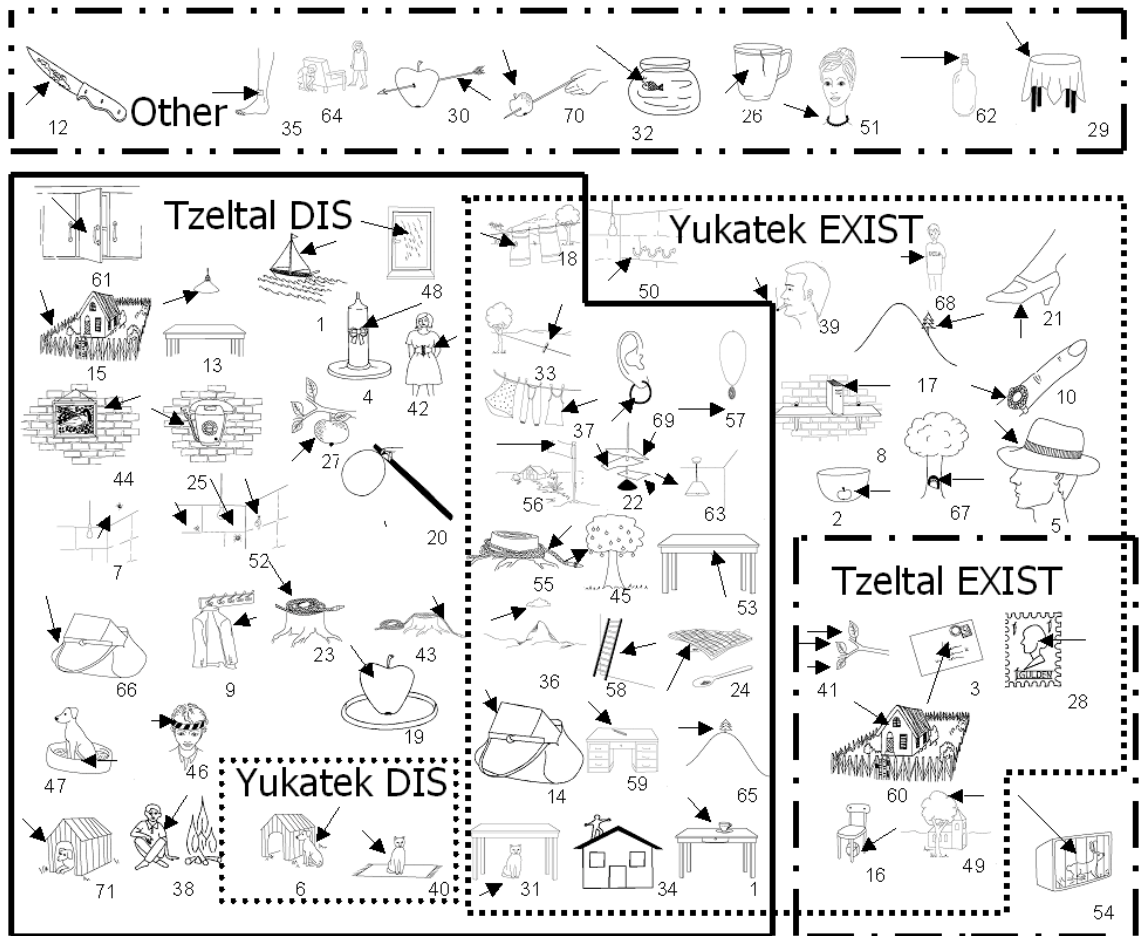 Other
12 35 64 30 70 32 26 51 62 29
Tzeltal DIS
Yukatek EXIST
61 1 48 18 50 39 68 21
15 13 4 42 33 69 57 17 10
44 25 27 20 37 22 63 8 2 67 5
7 52 56
55 45 53
Tzeltal EXIST
66 9 23 43 36 58 24 41 3 28
GULDEN
47 46 19 14 59 65 60
Yukatek DIS
71 38 6 40 31 34 1 16 49 54